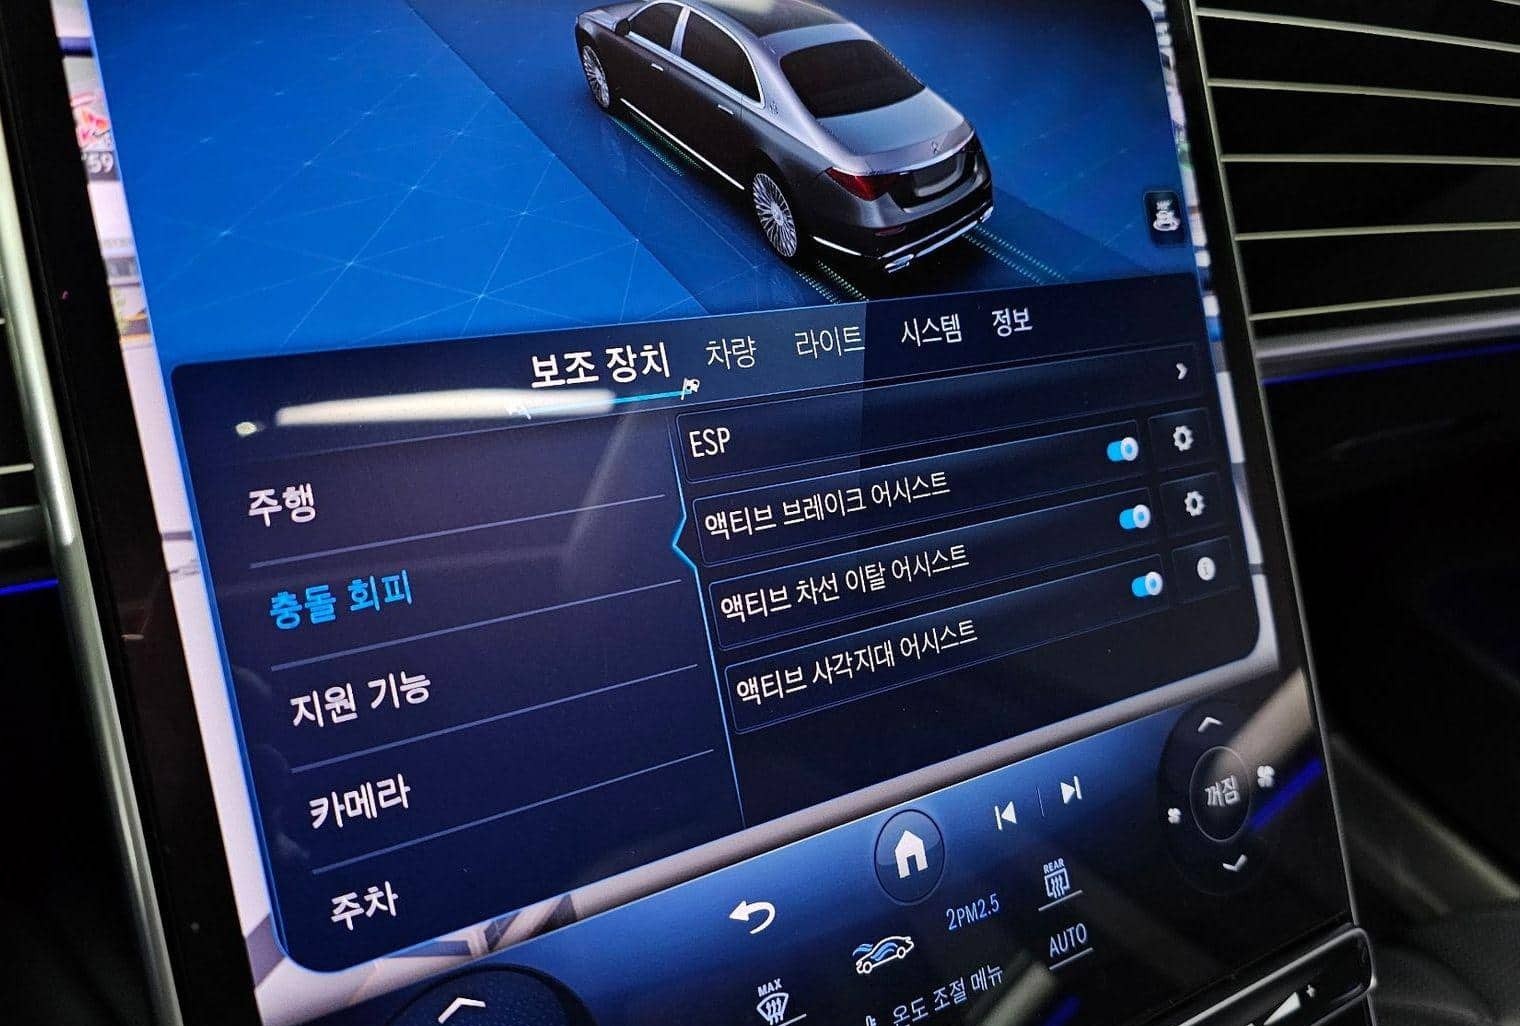 59
보조 장치 차량 라이트 시스템 정보
주행
충돌 회피
지원 기능
카메라
주차
ESP
액티브 브레이크 어시스트
액티브 차선 이탈 어시스트
액티브 사각지대 어시스트
꺼짐
2PM2.5
REAR
AUTO
MAX
온도 조절 메뉴